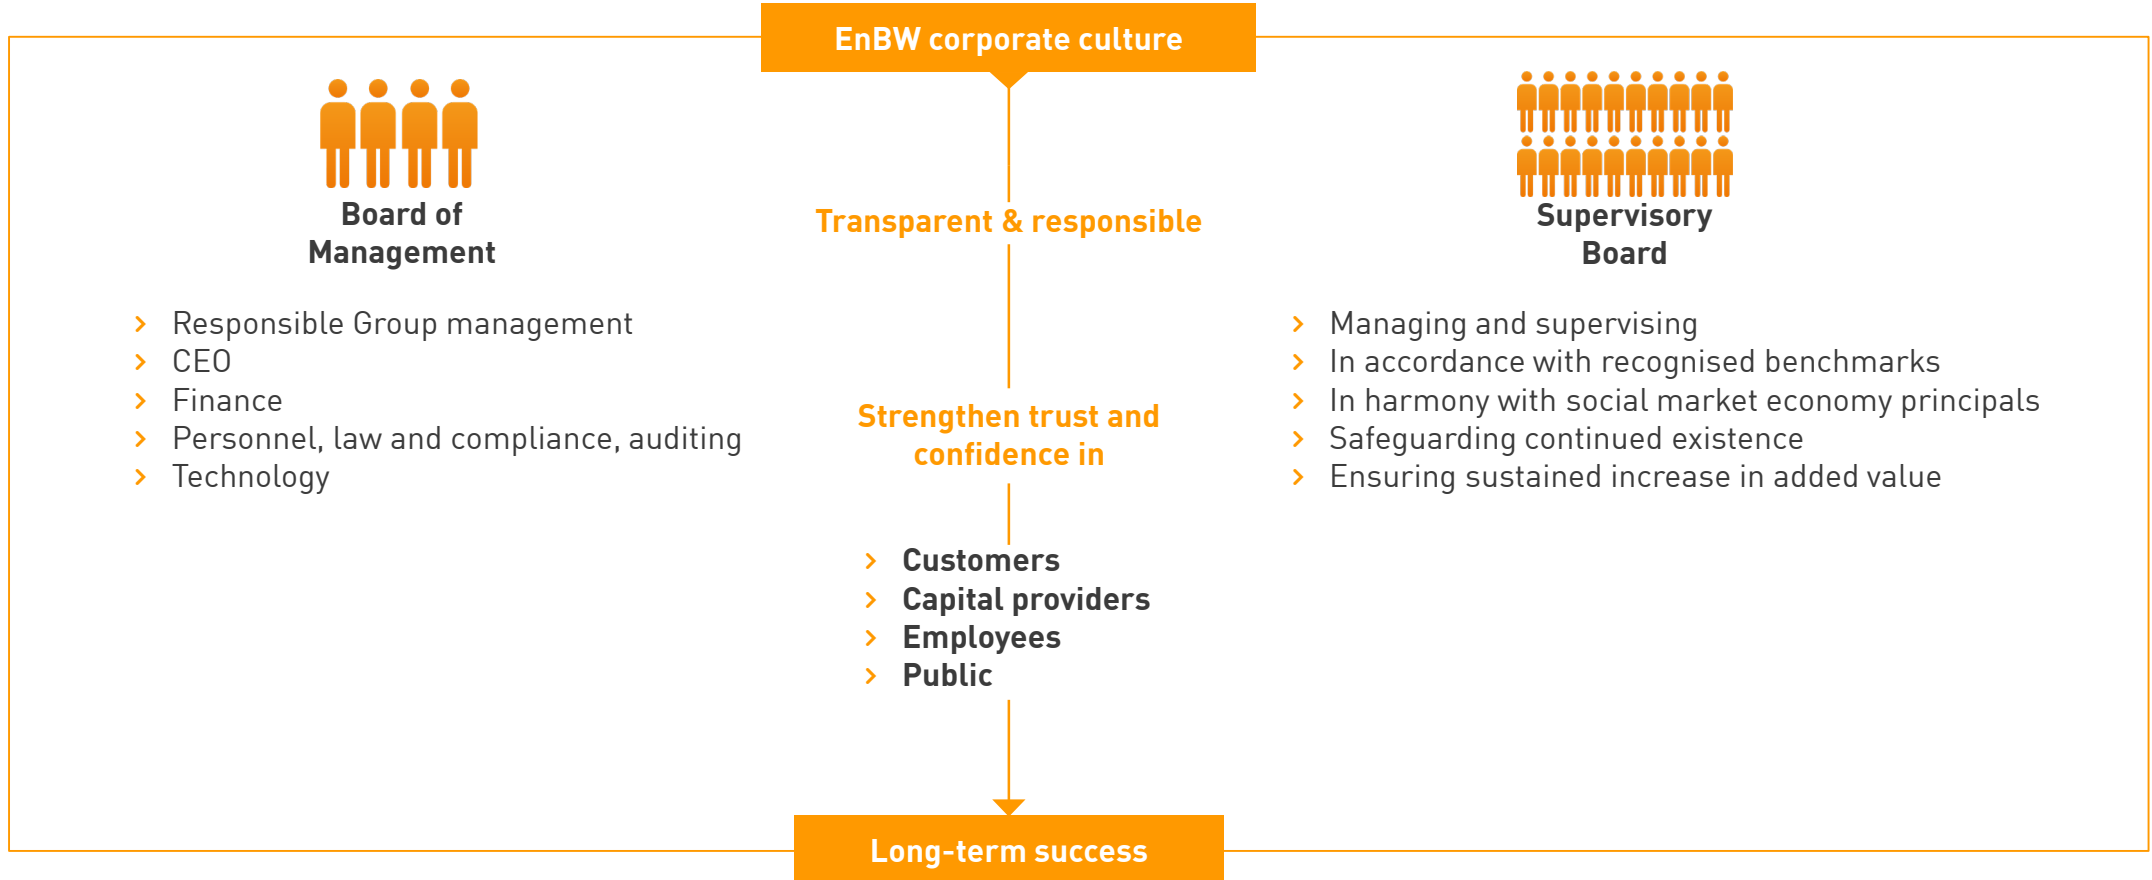 EnBW corporate culture
Board of
Management
Responsible Group management
CEO
Finance
Personnel, law and compliance, auditing
Technology
Transparent & responsible
Strengthen trust and
confidence in
Customers
Capital providers
Employees
Public
Supervisory
Board
Managing and supervising
In accordance with recognised benchmarks
In harmony with social market economy principals
Safeguarding continued existence
Ensuring sustained increase in added value
Long-term success